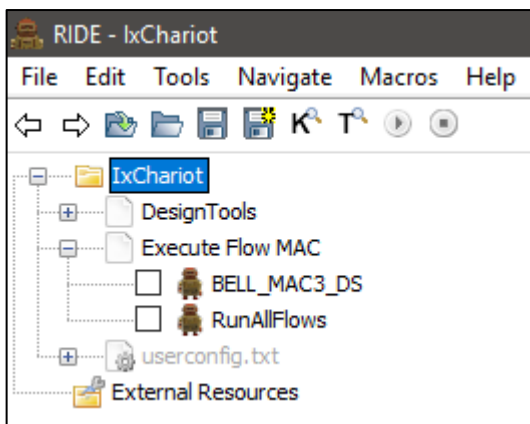 RIDE - IxChariot
File Edit Tools Navigate Macros Help
K T
IxChariot
DesignTools
Execute Flow MAC
BELL_MAC3_DS
RunAllFlows
userconfig.txt
External Resources